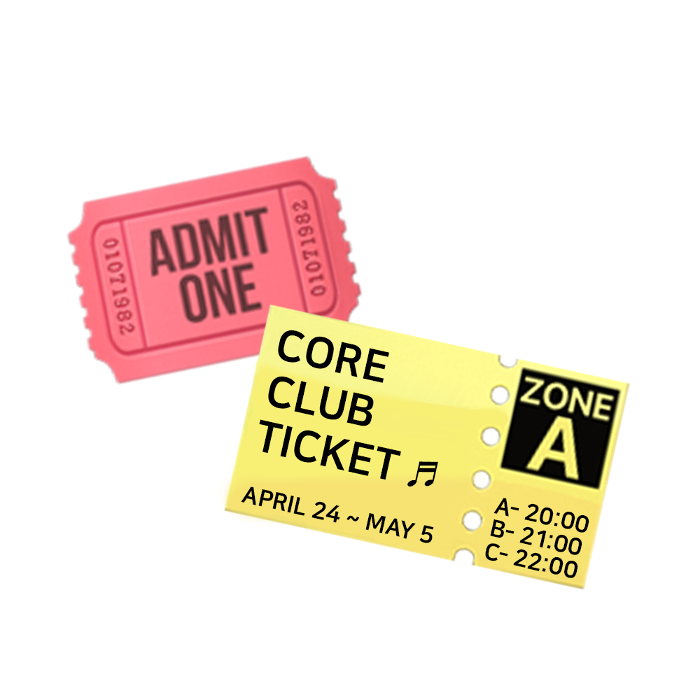 ADMIT
ONE
01071982
01071982
CORE
CLUB
TICKET ♬
APRIL 24 ~ MAY 5
ZONE
A
A- 20:00
B- 21:00
C- 22:00